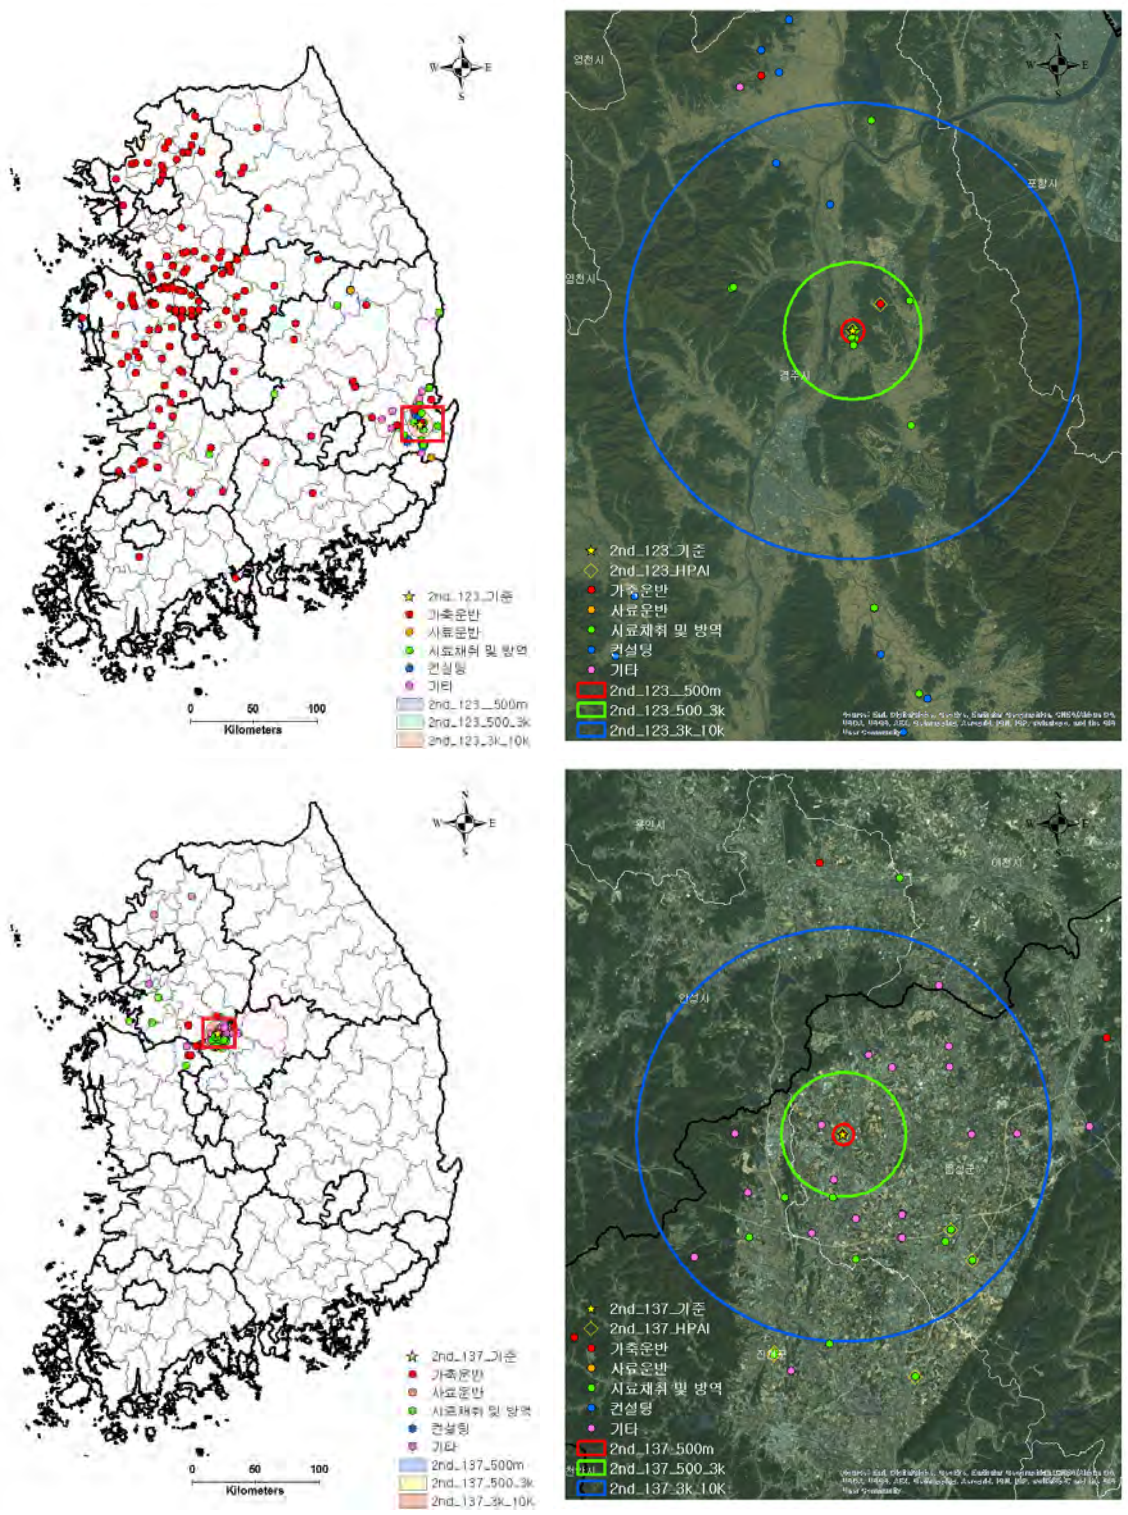 N
W
E
S
2nd_123_기준
가축운반
사료운반
시료채취 및 방역
컨설팅
기타
2nd_123__500m
2nd_123_500_3k
2nd_123_3k_10k
0
50
100
Kilometers
N
W
E
S
영천시
포항시
영천시
경주시
2nd_123_기준
2nd_123_HPAI
가축운반
사료운반
시료채취 및 방역
컨설팅
기타
2nd_123__500m
2nd_123_500_3k
2nd_123_3k_10k
N
W
E
S
2nd_137_기준
가축운반
사료운반
시료채취 및 방역
컨설팅
기타
2nd_137_500m
2nd_137_500_3k
2nd_137_3k_10K
0
50
100
Kilometers
N
W
E
S
용인시
이천시
안성시
음성군
진천군
2nd_137_기준
2nd_137_HPAI
가축운반
사료운반
시료채취 및 방역
컨설팅
기타
2nd_137_500m
2nd_137_500_3k
2nd_137_3k_10K